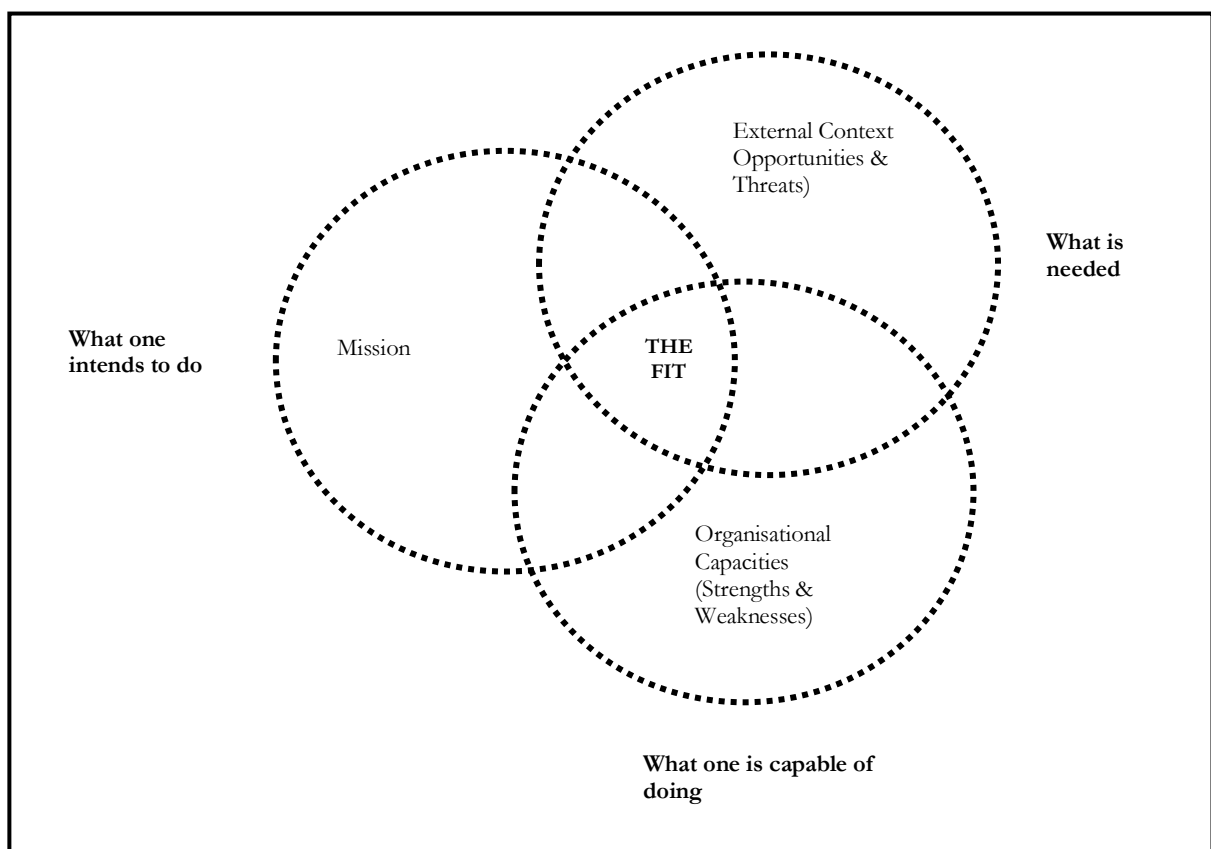 External Context
Opportunities &
Threats)
What is
needed
What one
intends to do
Mission
THE
FIT
Organisational
Capacities
(Strengths &
Weaknesses)
What one is capable of
doing